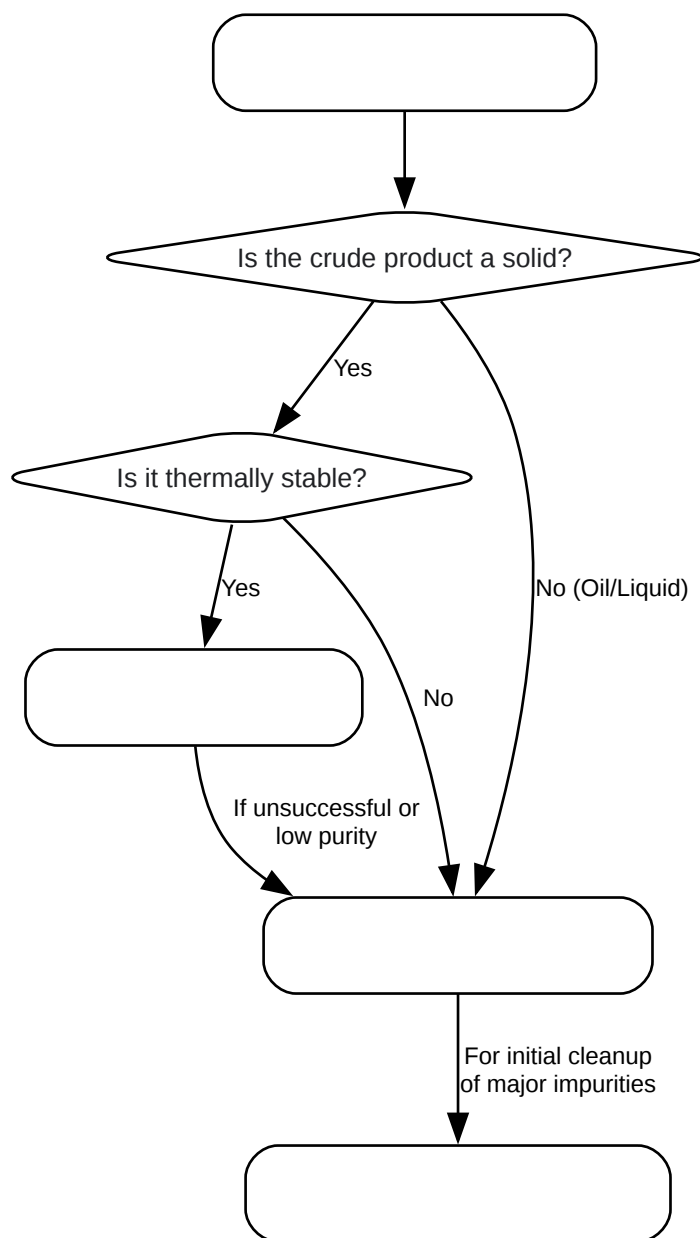 Is the crude product a solid?
Yes
Is it thermally stable?
Yes
No (Oil/Liquid)
No
If unsuccessful or
low purity
For initial cleanup
of major impurities